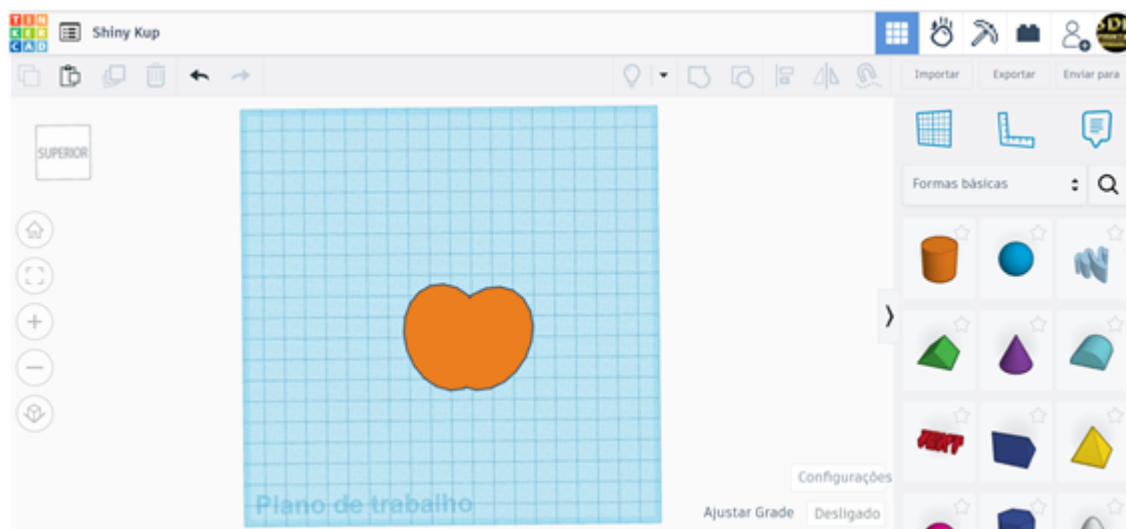 TIN
KER
CAD
Shiny Kup
Importar
Exportar
Enviar para
SUPERIOR
Formas básicas
Plano de trabalho
Configurações
Ajustar Grade
Desligado